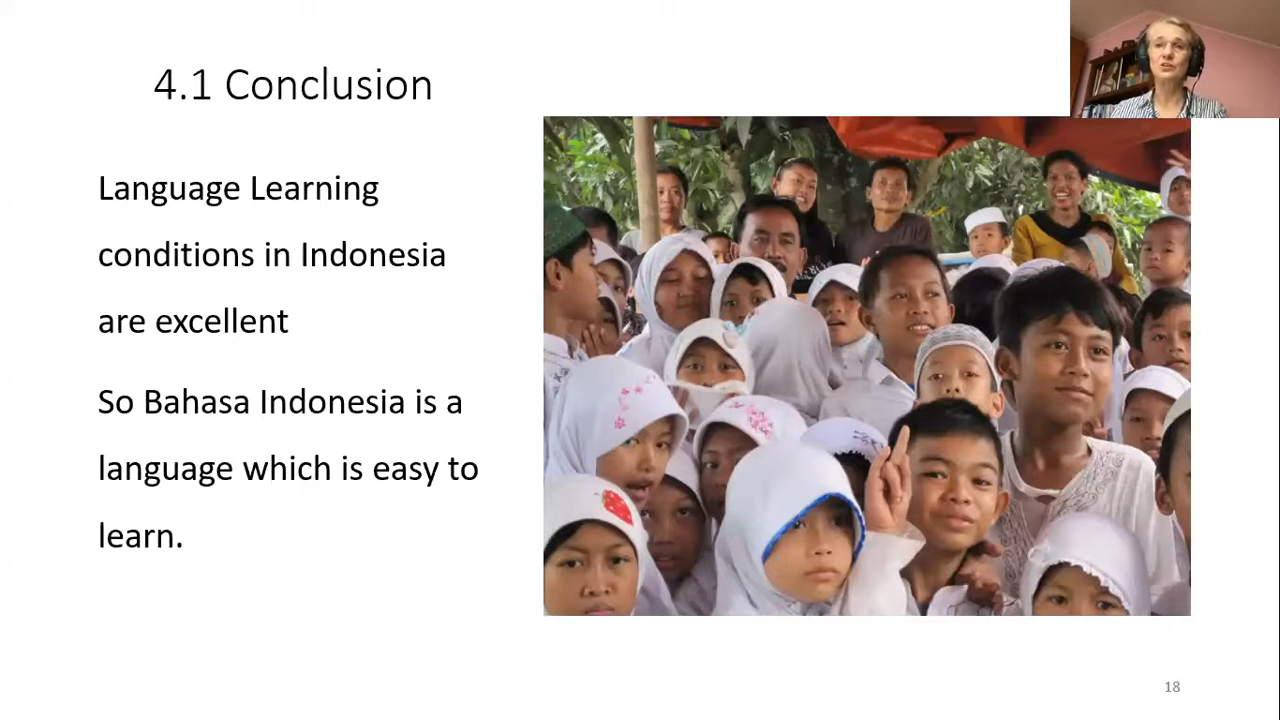 4.1 Conclusion
Language Learning
conditions in Indonesia
are excellent
So Bahasa Indonesia is a
language which is easy to
learn.
18